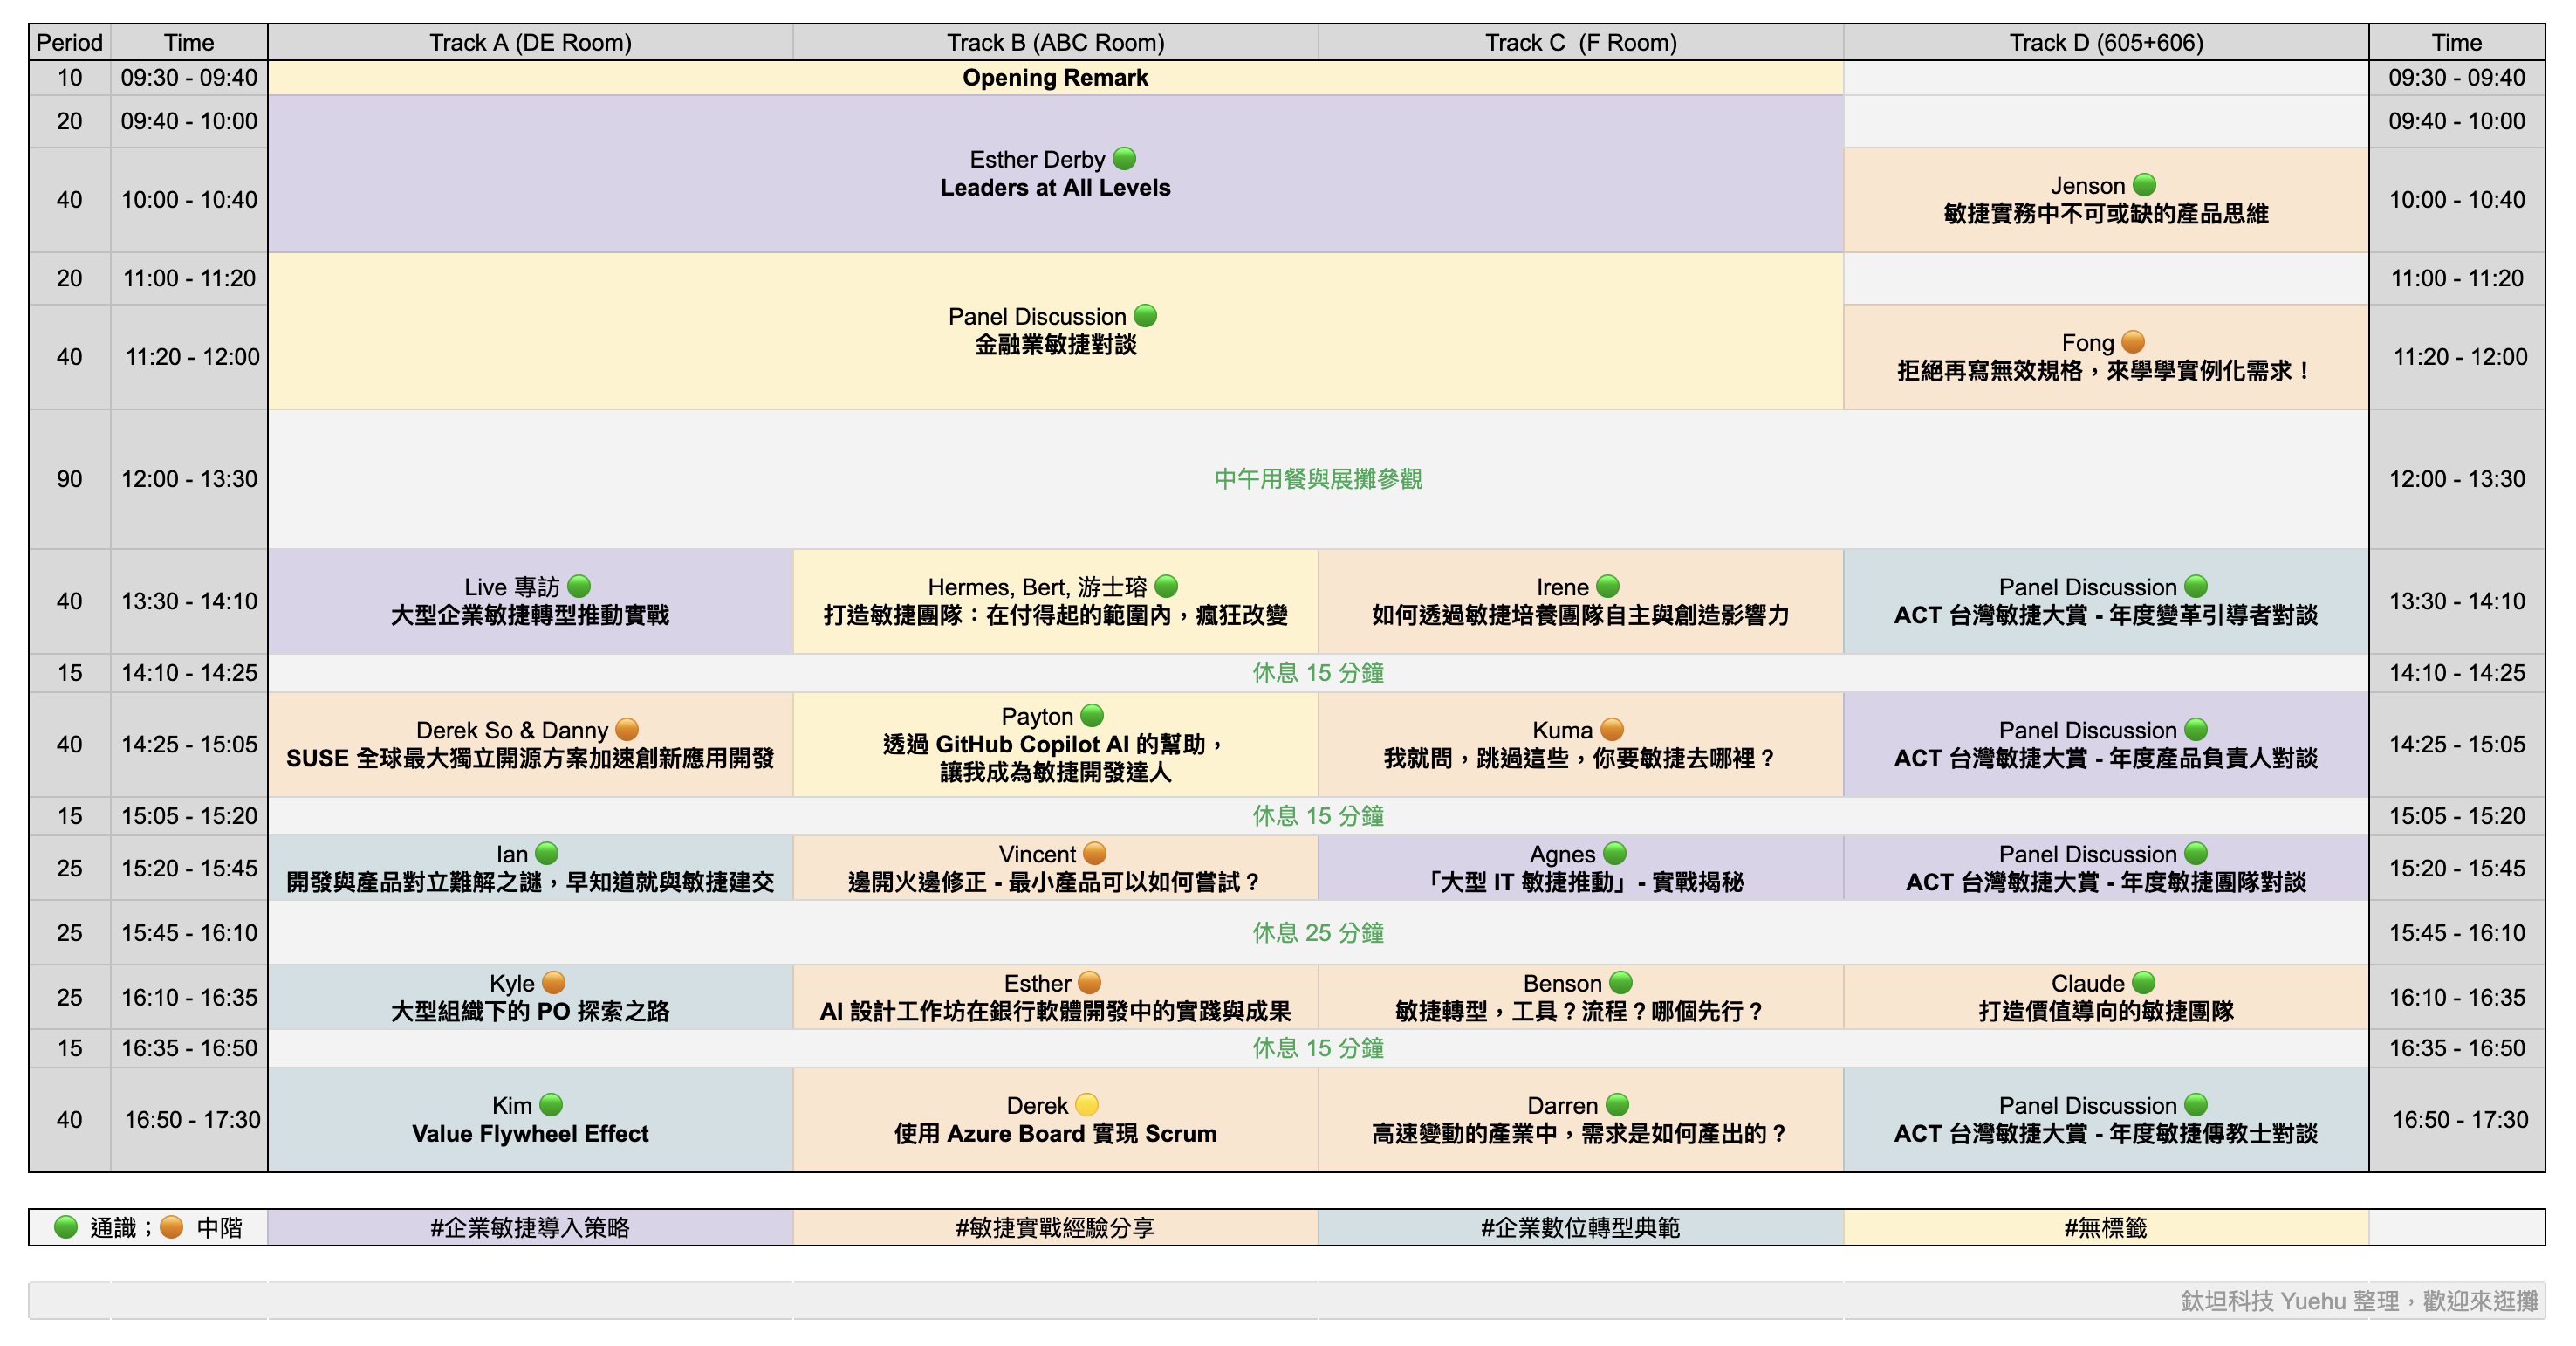 Period Time Track A (DE Room) Track B (ABC Room) Track C (F Room) Track D (605+606) Time
10 09:30 - 09:40 Opening Remark 09:30 - 09:40
20 09:40 - 10:00 09:40 - 10:00
Esther Derby
Leaders at All Levels
40 10:00 - 10:40 10:00 - 10:40
Jenson
敏捷實務中不可或缺的產品思維
20 11:00 - 11:20 11:00 - 11:20
Panel Discussion
金融業敏捷對談
40 11:20 - 12:00 11:20 - 12:00
Fong
拒絕再寫無效規格，來學學實例化需求！
90 12:00 - 13:30 中午用餐與展攤參觀 12:00 - 13:30
40 13:30 - 14:10 13:30 - 14:10
Live 專訪
大型企業敏捷轉型推動實戰
Hermes, Bert, 游士瑢
打造敏捷團隊：在付得起的範圍內，瘋狂改變
Irene
如何透過敏捷培養團隊自主與創造影響力
Panel Discussion
ACT 台灣敏捷大賞 - 年度變革引導者對談
15 14:10 - 14:25 休息 15 分鐘 14:10 - 14:25
40 14:25 - 15:05 14:25 - 15:05
Derek So & Danny
SUSE 全球最大獨立開源方案加速創新應用開發
Payton
透過 GitHub Copilot AI 的幫助，
讓我成為敏捷開發達人
Kuma
我就問，跳過這些，你要敏捷去哪裡？
Panel Discussion
ACT 台灣敏捷大賞 - 年度產品負責人對談
15 15:05 - 15:20 休息 15 分鐘 15:05 - 15:20
25 15:20 - 15:45 15:20 - 15:45
Ian
開發與產品對立難解之謎，早知道就與敏捷建交
Vincent
邊開火邊修正 - 最小產品可以如何嘗試？
Agnes
「大型 IT 敏捷推動」- 實戰揭秘
Panel Discussion
ACT 台灣敏捷大賞 - 年度敏捷團隊對談
25 15:45 - 16:10 休息 25 分鐘 15:45 - 16:10
25 16:10 - 16:35 16:10 - 16:35
Kyle
大型組織下的 PO 探索之路
Esther
AI 設計工作坊在銀行軟體開發中的實踐與成果
Benson
敏捷轉型，工具？流程？哪個先行？
Claude
打造價值導向的敏捷團隊
15 16:35 - 16:50 休息 15 分鐘 16:35 - 16:50
40 16:50 - 17:30 16:50 - 17:30
Kim
Value Flywheel Effect
Derek
使用 Azure Board 實現 Scrum
Darren
高速變動的產業中，需求是如何產出的？
Panel Discussion
ACT 台灣敏捷大賞 - 年度敏捷傳教士對談
通識； 中階 #企業敏捷導入策略 #敏捷實戰經驗分享 #企業數位轉型典範 #無標籤
鈦坦科技 Yuehu 整理，歡迎來逛攤